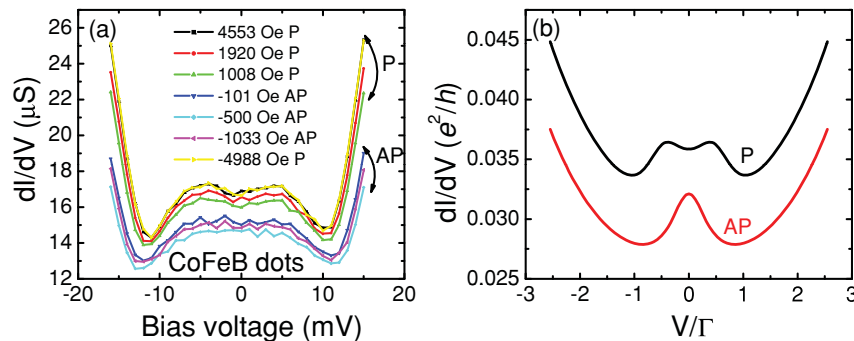 (a)
4553 Oe P
1920 Oe P
1008 Oe P
-101 Oe AP
-500 Oe AP
-1033 Oe AP
-4988 Oe P
P
AP
CoFeB dots
26
24
22
20
18
16
14
12
-20
-10
0
10
20
dI/dV (μS)
Bias voltage (mV)
(b)
P
AP
0.045
0.040
0.035
0.030
0.025
-3
-2
-1
0
1
2
3
dI/dV (e²/h)
V/Γ